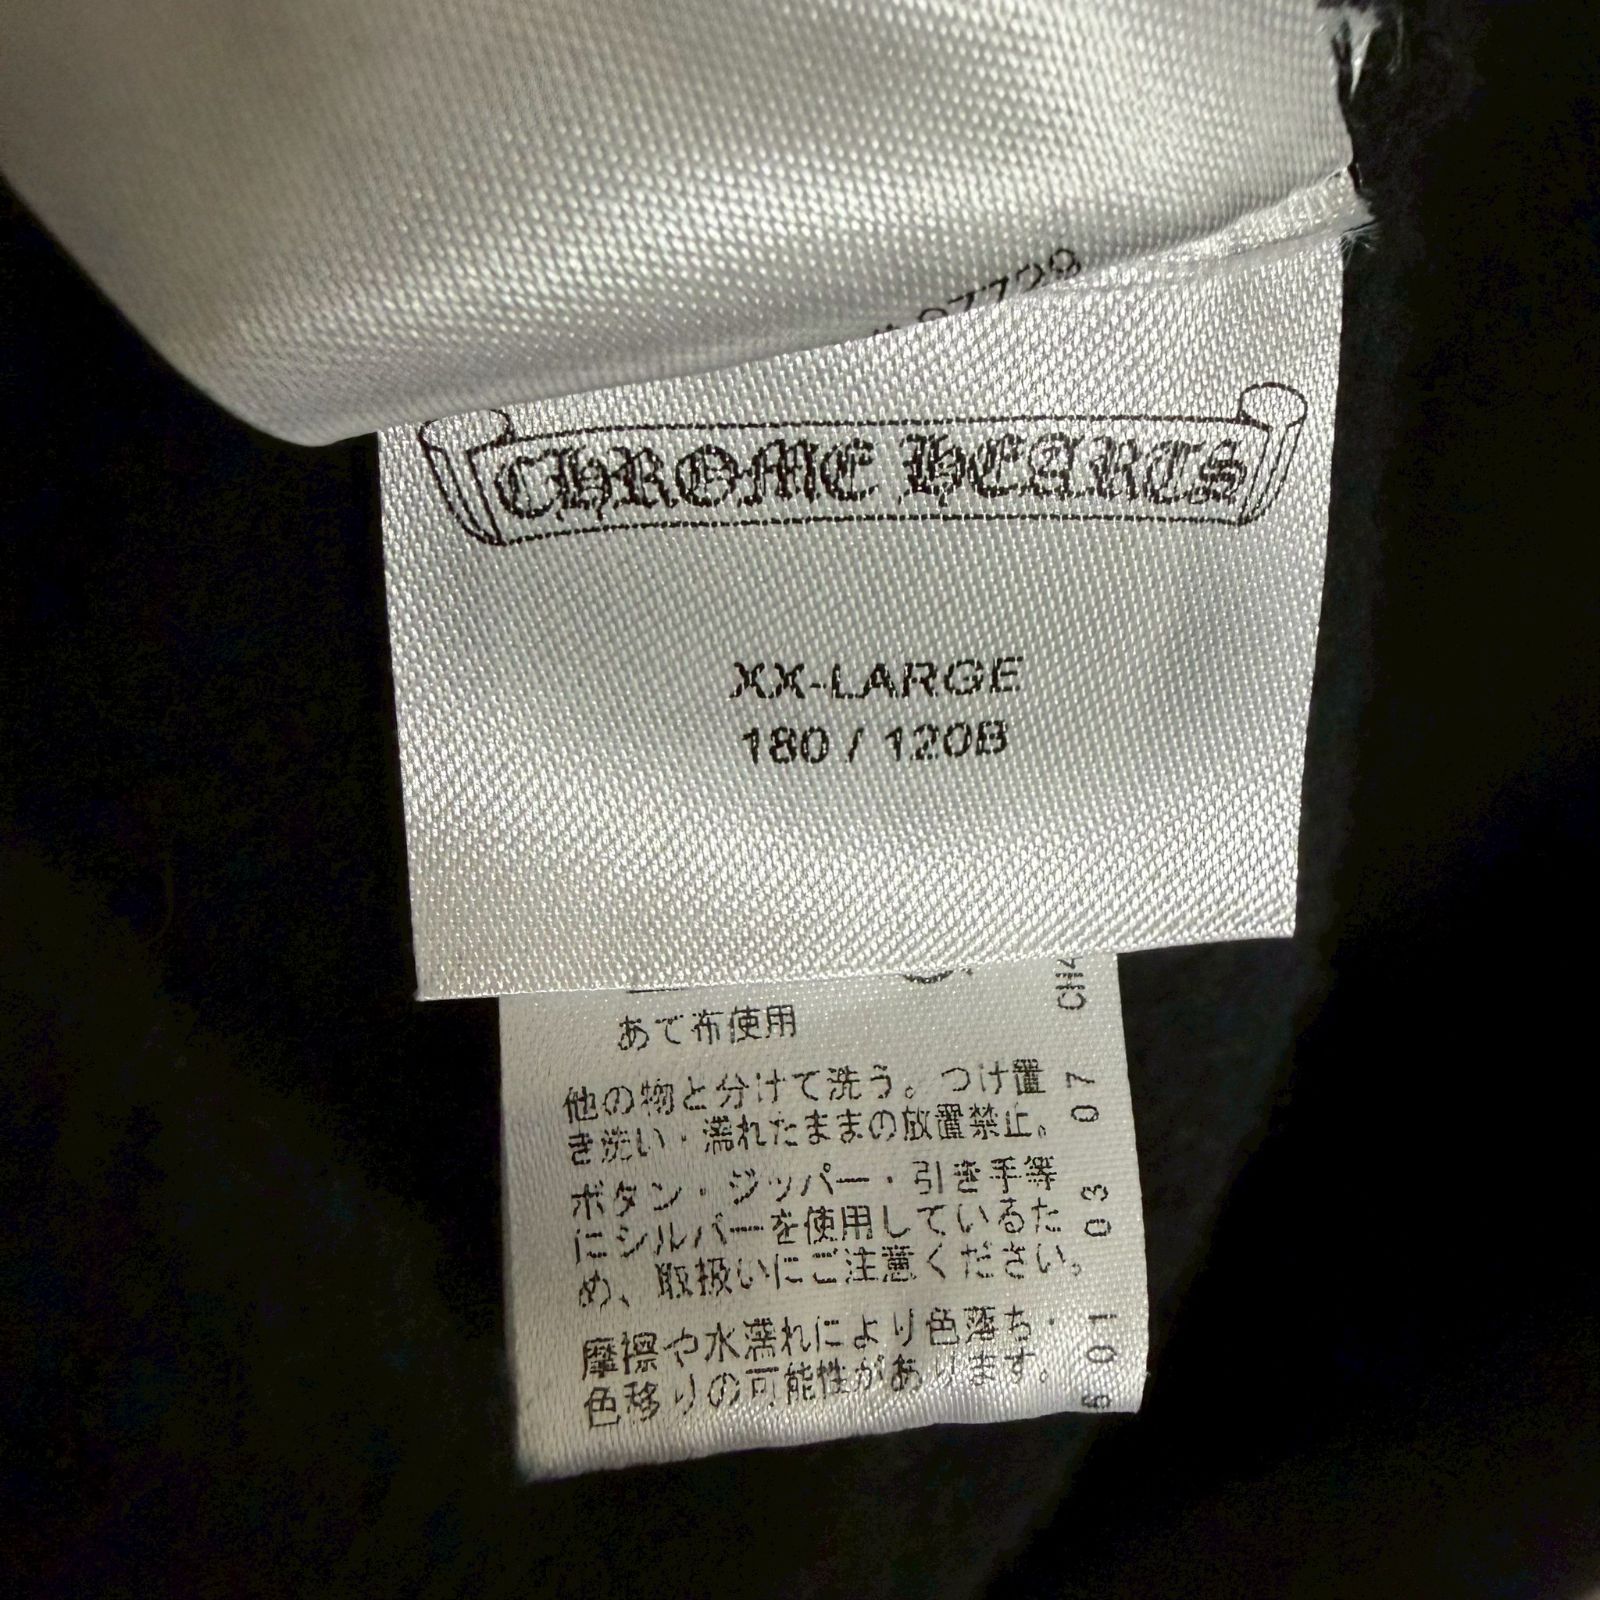 CHROME HEARTS
XX-LARGE
180 / 120B
あて布使用
他の物と分けて洗う。つけ置
き洗い・濡れたままの放置禁止。
ボタン・ジッパー・引き手等
にシルバーを使用しているた
め、取扱いにご注意ください。
摩擦や水濡れにより色落ち・
色移りの可能性があります。
601 03 07